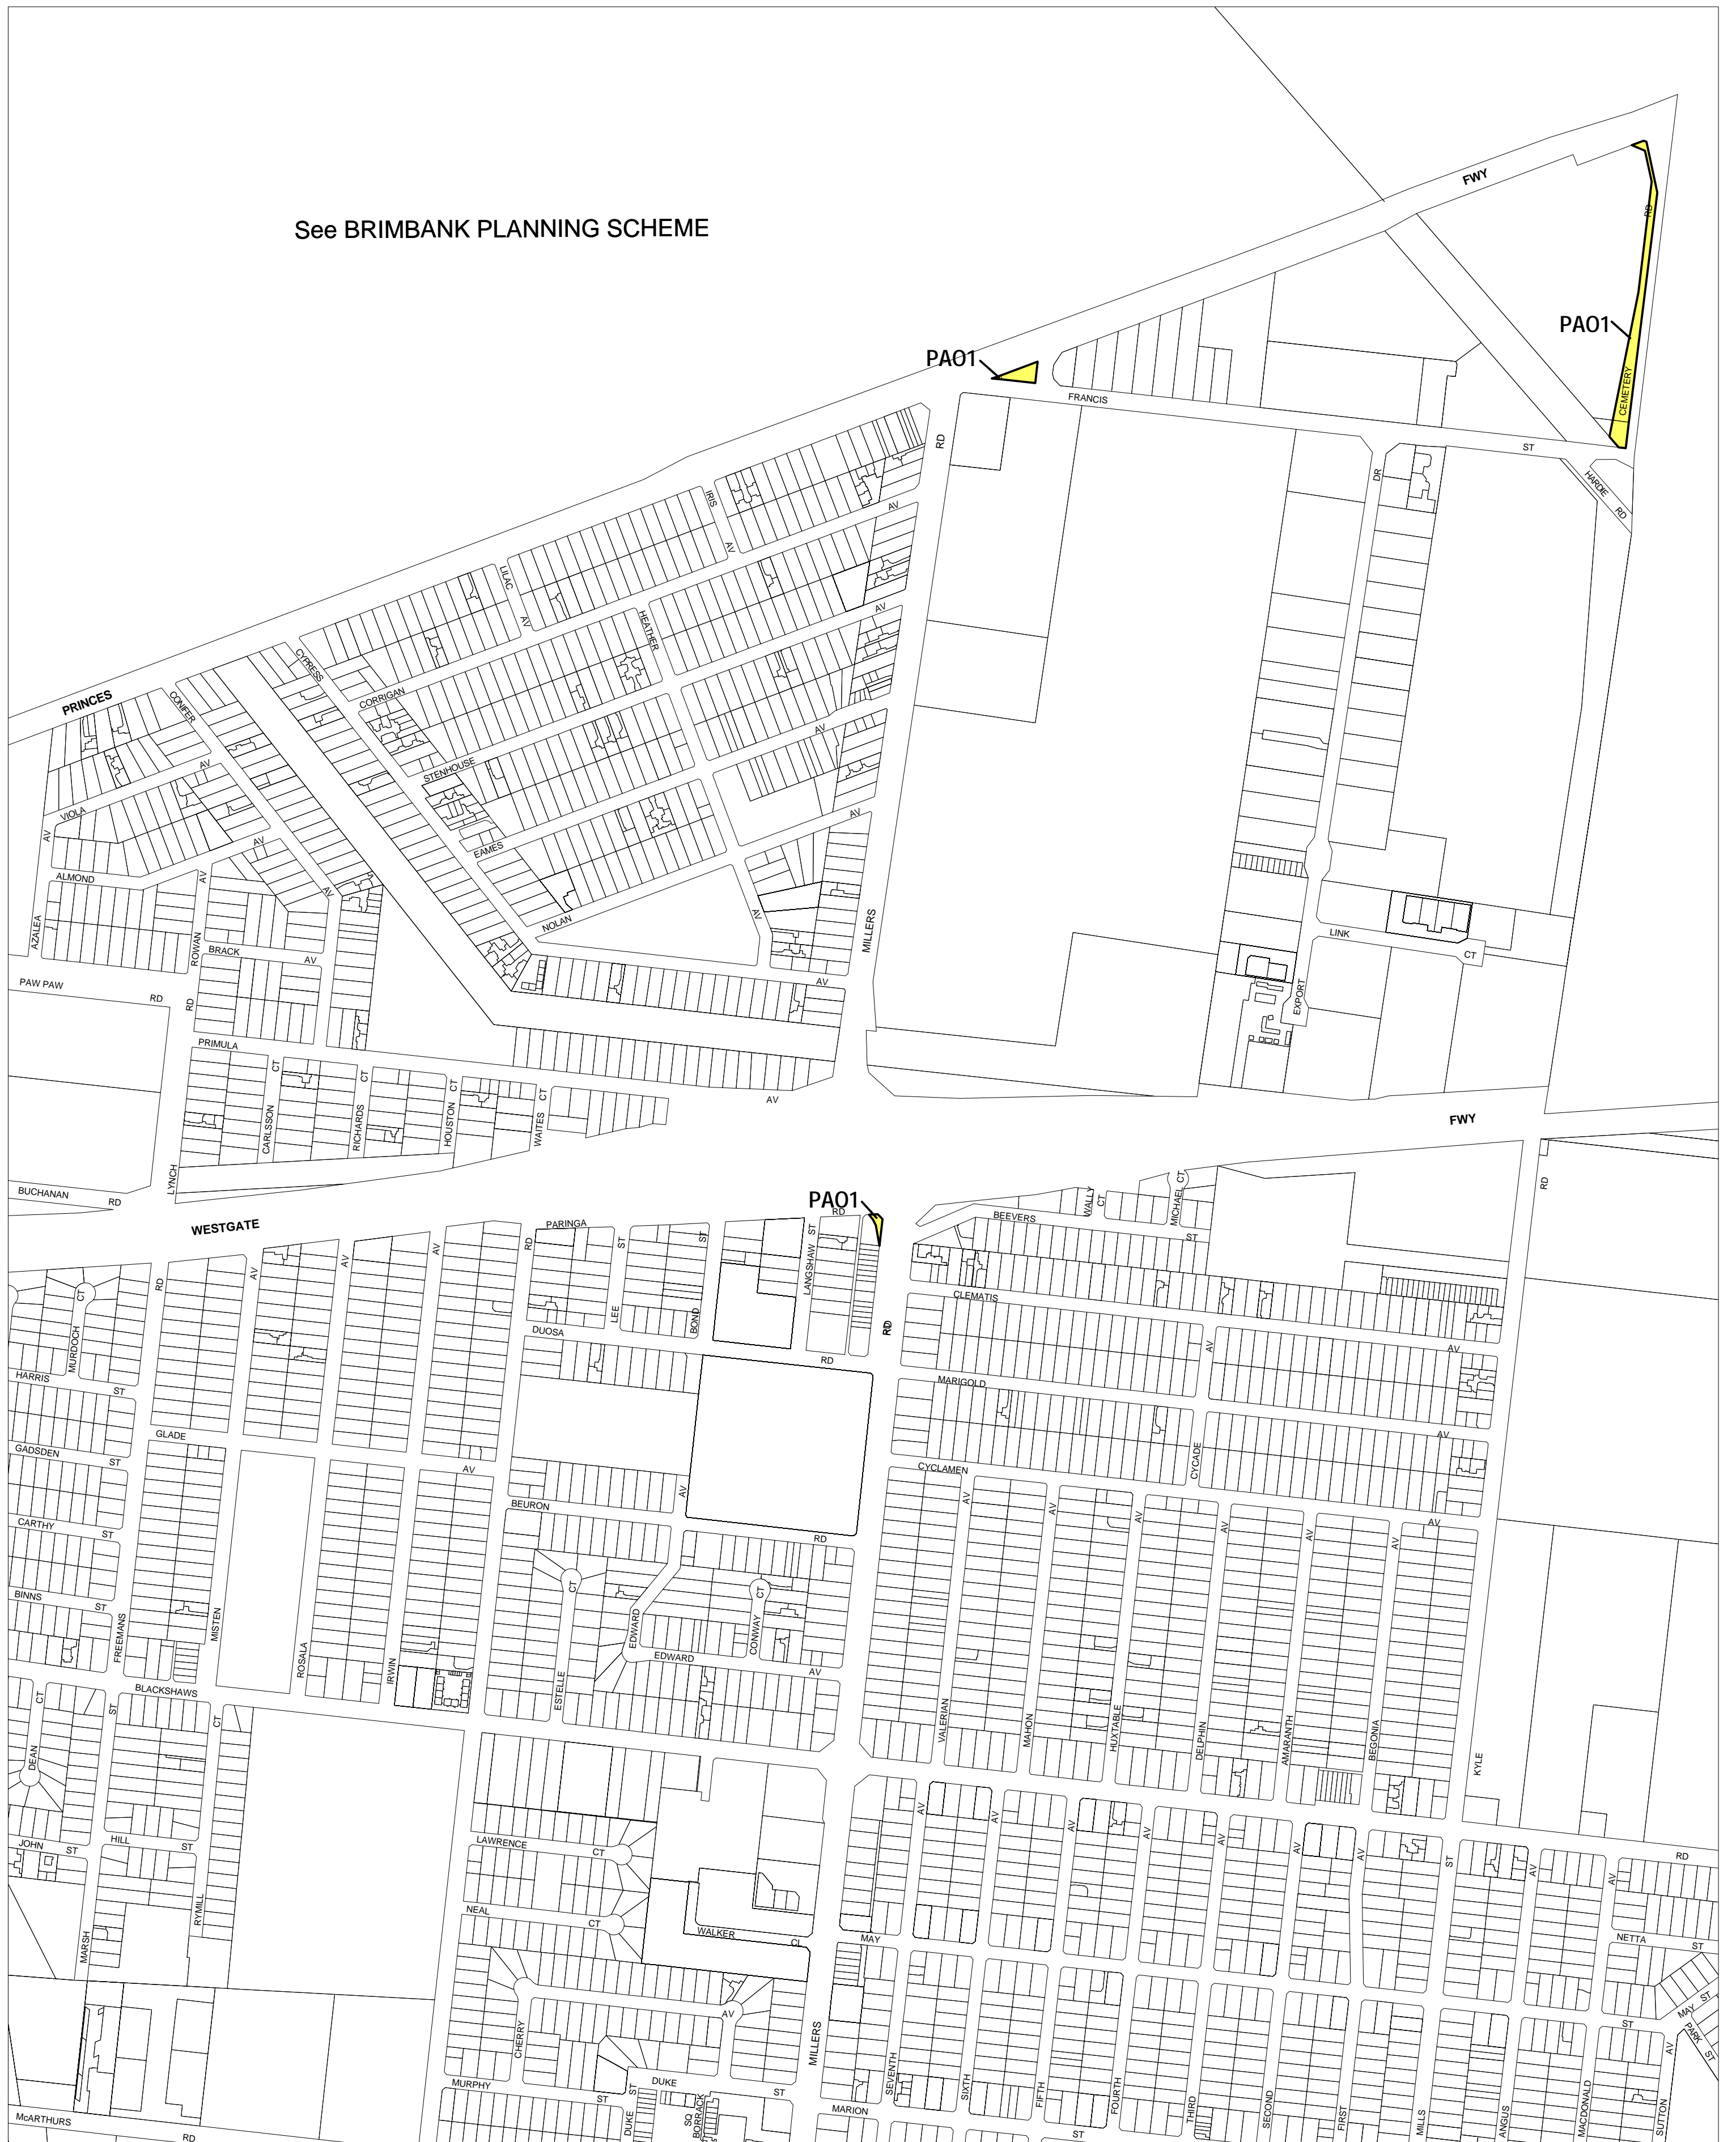 FWY
RD
See BRIMBANK PLANNING SCHEME
PAO1
PAO1
CEMETERY
FRANCIS
RD
ST
DR
HARDIE
RD
IRIS
AV
AV
LILAC
AV
HEATHER
AV
CYPRESS
CORRIGAN
PRINCES
CONIFER
AV
AV
STENHOUSE
VIOLA
AV
AV
EAMES
AV
ALMOND
AV
AV
AZALEA
ROWAN
NOLAN
AV
MILLERS
LINK
CT
BRACK
AV
AV
PAW PAW
RD
RD
EXPORT
PRIMULA
AV
CT
CT
CT
CT
CARLSSON
RICHARDS
HOUSTON
WAITES
FWY
LYNCH
BUCHANAN
RD
RD
WESTGATE
PAO1
RD
PARINGA
BEEVERS
ST
WALLY
CT
MICHAEL
CT
RD
AV
AV
AV
RD
ST
ST
ST
LANGSHAW
CT
MURDOCH
LEE
BOND
CLEMATIS
AV
AV
DUOSA
RD
RD
HARRIS
ST
MARIGOLD
AV
GLADE
AV
GADSDEN
ST
CYCLAMEN
CYCADE
AV
BEURON
RD
AV
AV
AV
AV
AV
AV
AV
CARTHY
ST
BINNS
ST
CT
CT
FREEMANS
MISTEN
ROSALA
IRWIN
ESTELLE
EDWARD
EDWARD
AV
CONWAY
BLACKSHAWS
VALERIAN
MAHON
HUXTABLE
DELPHIN
AMARANTH
BEGONIA
KYLE
CT
ST
CT
DEAN
JOHN
ST
HILL
ST
LAWRENCE
CT
AV
AV
AV
AV
AV
AV
AV
ST
AV
AV
RD
RYMILL
MARSH
NEAL
CT
WALKER
CL
MAY
NETTA
ST
MAY
ST
PARK
ST
CHERRY
AV
MILLERS
ST
AV
MURPHY
ST
DUKE
ST
DUKE
ST
SQ
BORRACK
SEVENTH
SIXTH
FIFTH
FOURTH
THIRD
SECOND
FIRST
MILLS
ANGUS
MACDONALD
SUTTON
MARION
ST
McARTHURS
RD